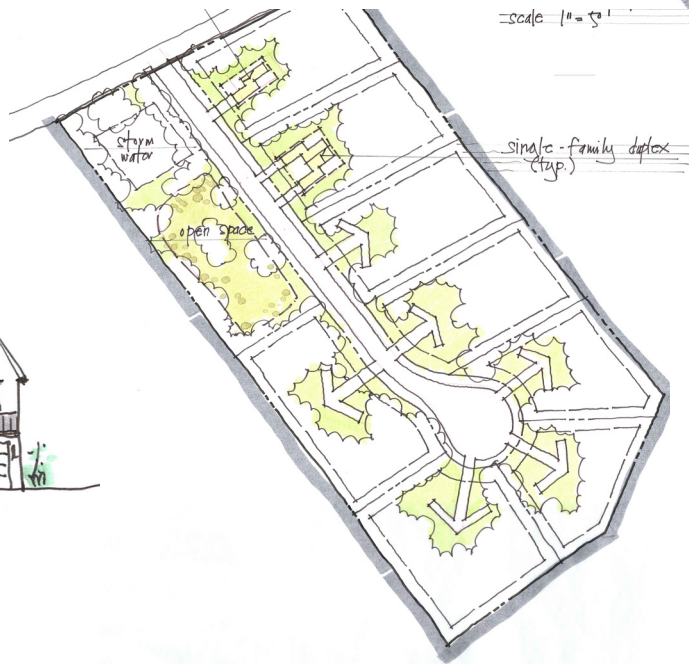 scale 1" = 50'
single-family duplex
(typ.)
storm
water
open space